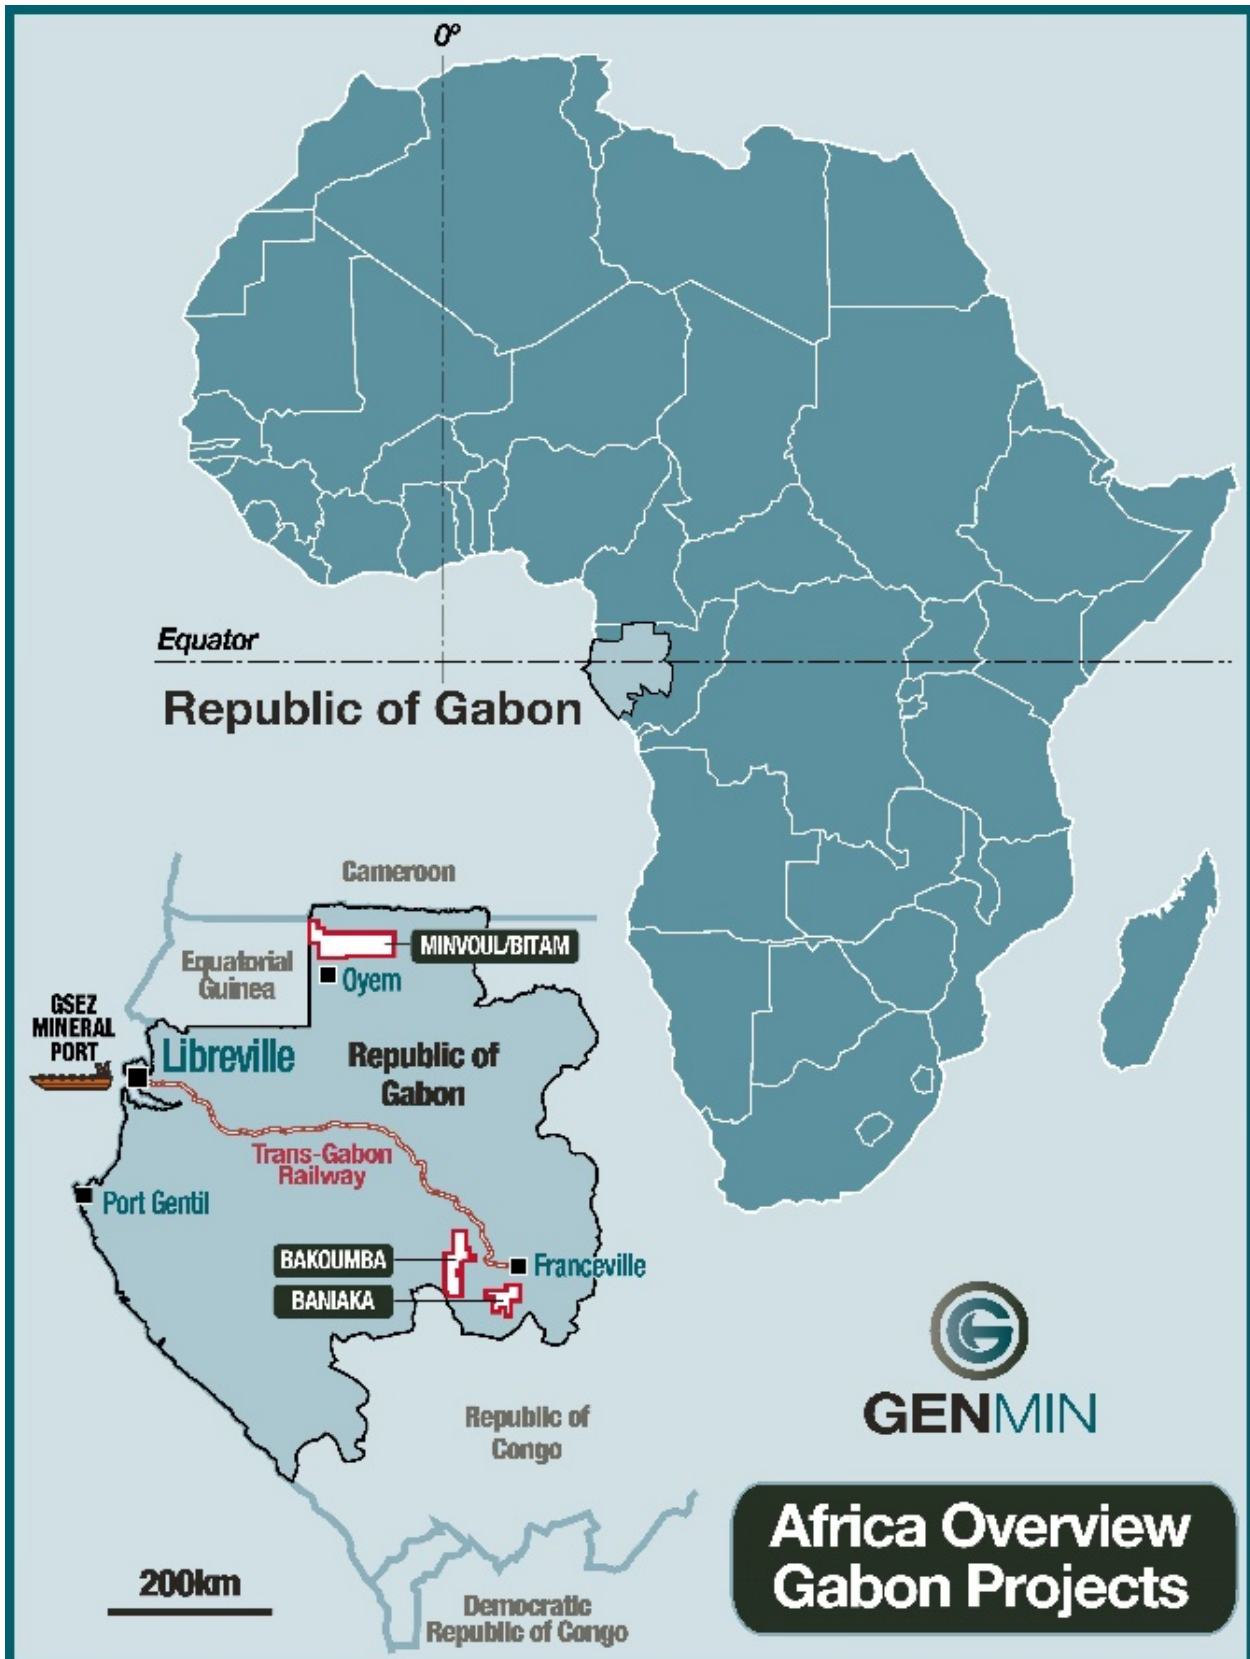 0°
Equator
Republic of Gabon
Cameroon
MINVOUL/BITAM
Equatorial
Guinea
Oyem
GSEZ
MINERAL
PORT
Libreville
Republic of
Gabon
Trans-Gabon
Railway
Port Gentil
BAKOUMBA
Franceville
BANIAKA
Republic of
Congo
GENMIN
Africa Overview
Gabon Projects
200km
Democratic
Republic of Congo